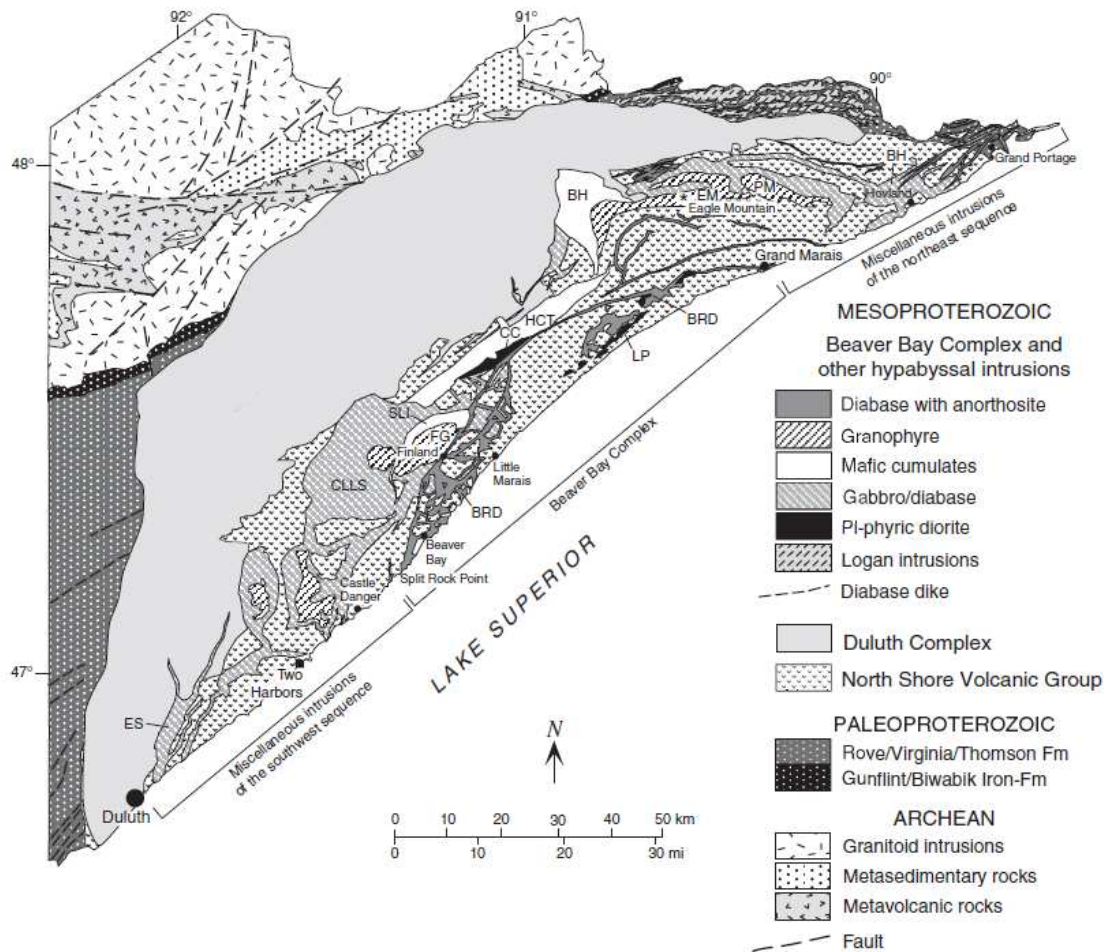 92°
91°
90°
48°
47°
BH
Grand Portage
BH
PM
EM
Eagle Mountain
Hovland
Miscellaneous intrusions
of the northeast sequence
Grand Marais
BRD
HCT
CC
LP
SLI
FG
Finland
Little
Marais
CLLS
BRD
Beaver Bay Complex
Beaver
Bay
Split Rock Point
Castle
Danger
LAKE SUPERIOR
Two
Harbors
Miscellaneous intrusions
of the southwest sequence
ES
Duluth
N
0 10 20 30 40 50 km
0 10 20 30 mi
MESOPROTEROZOIC
Beaver Bay Complex and
other hypabyssal intrusions
Diabase with anorthosite
Granophyre
Mafic cumulates
Gabbro/diabase
Pl-phyric diorite
Logan intrusions
Diabase dike
Duluth Complex
North Shore Volcanic Group
PALEOPROTEROZOIC
Rove/Virginia/Thomson Fm
Gunflint/Biwabik Iron-Fm
ARCHEAN
Granitoid intrusions
Metasedimentary rocks
Metavolcanic rocks
Fault